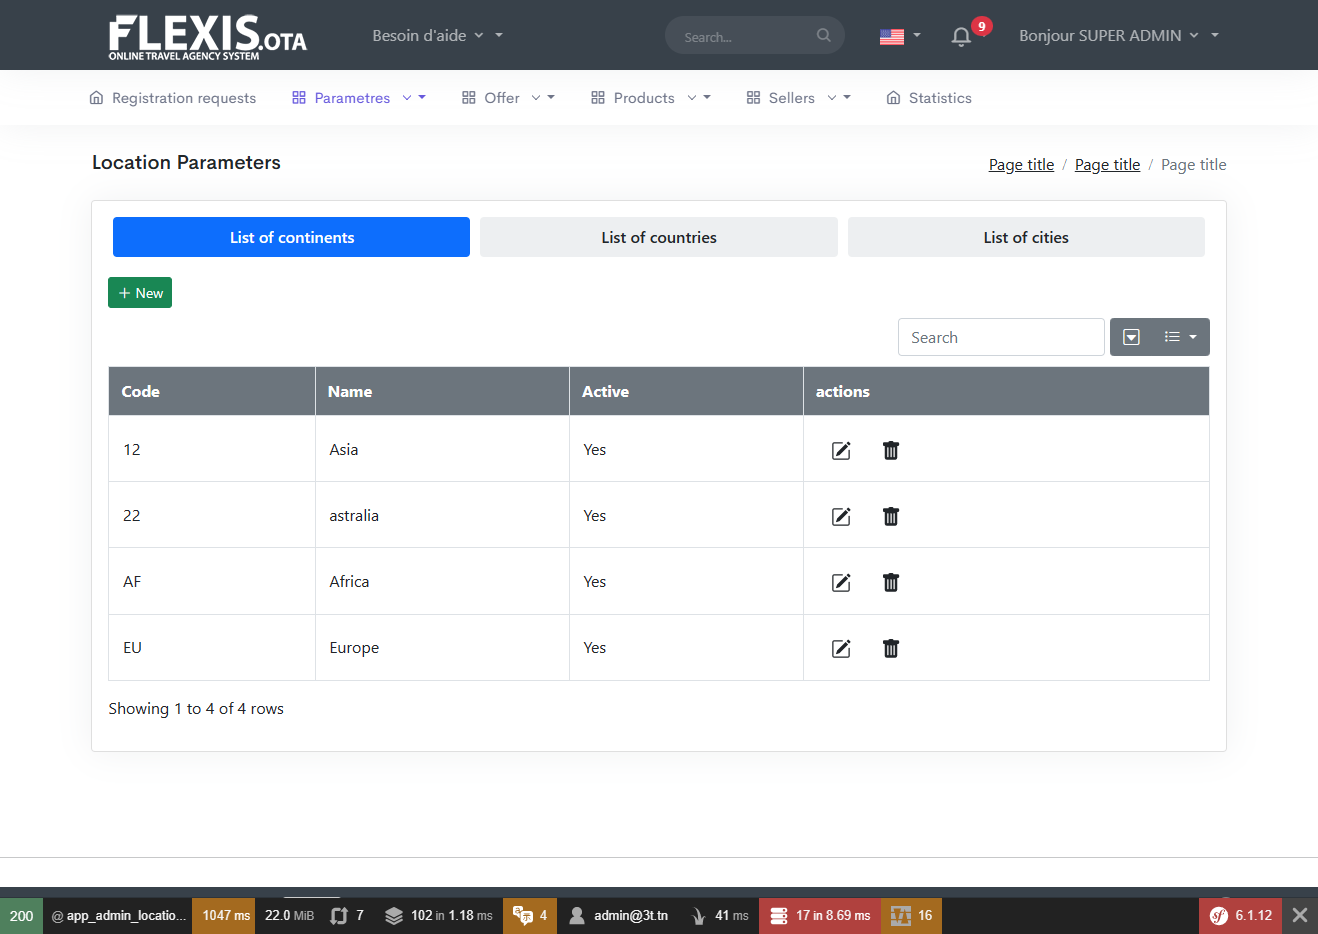 FLEXIS.OTA
ONLINE TRAVEL AGENCY SYSTEM
Besoin d'aide
Search...
9
Bonjour SUPER ADMIN
Registration requests
Parametres
Offer
Products
Sellers
Statistics
Location Parameters
Page title / Page title / Page title
List of continents
List of countries
List of cities
+ New
Search
Code Name Active actions
12 Asia Yes
22 astralia Yes
AF Africa Yes
EU Europe Yes
Showing 1 to 4 of 4 rows
200 @ app_admin_locatio... 1047 ms 22.0 MiB 7 102 in 1.18 ms 4 admin@3t.tn 41 ms 17 in 8.69 ms 16 sf 6.1.12